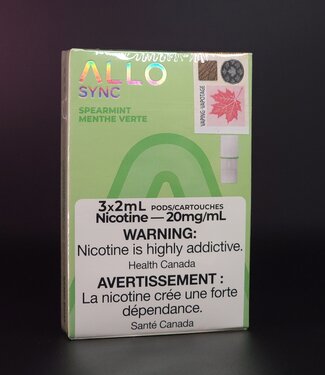 ALLO
SYNC
SPEARMINT
MENTHE VERTE
VAPING VAPOTAGE
3x2mL PODS/CARTOUCHES
Nicotine — 20mg/mL
WARNING:
Nicotine is highly addictive.
Health Canada
AVERTISSEMENT :
La nicotine crée une forte
dépendance.
Santé Canada